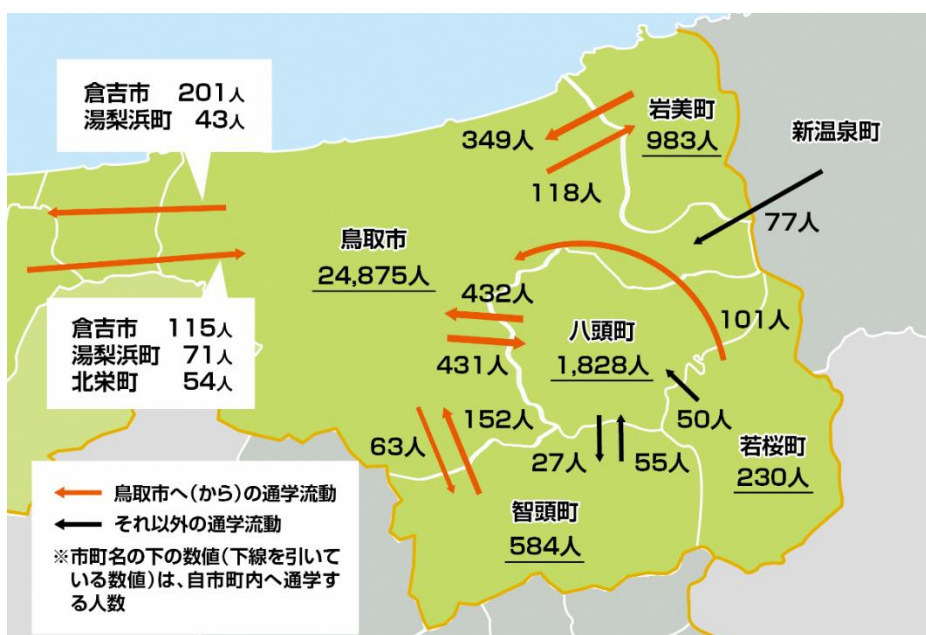 倉吉市 201人
湯梨浜町 43人
岩美町
983人
新温泉町
349人
118人
77人
鳥取市
24,875人
432人
431人
八頭町
1,828人
101人
倉吉市 115人
湯梨浜町 71人
北栄町 54人
63人
152人
27人
55人
50人
若桜町
230人
智頭町
584人
鳥取市へ(から)の通学流動
それ以外の通学流動
※市町名の下の数値(下線を引いて
いる数値)は、自市町内へ通学す
る人数